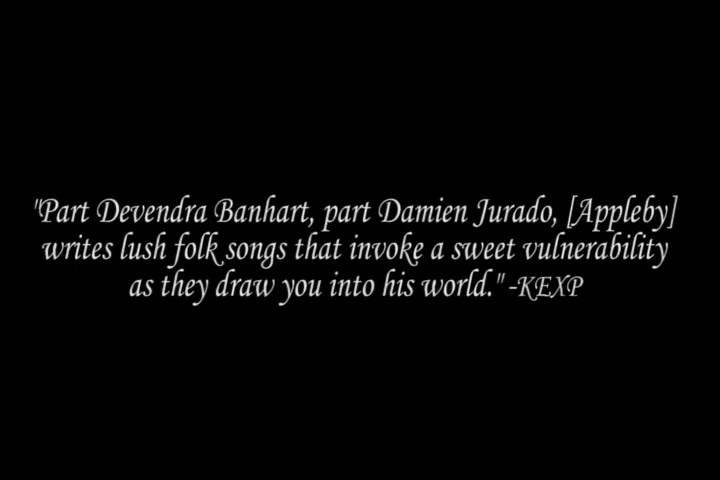 "Part Devendra Banhart, part Damien Jurado, [Appleby]
writes lush folk songs that invoke a sweet vulnerability
as they draw you into his world." -KEXP